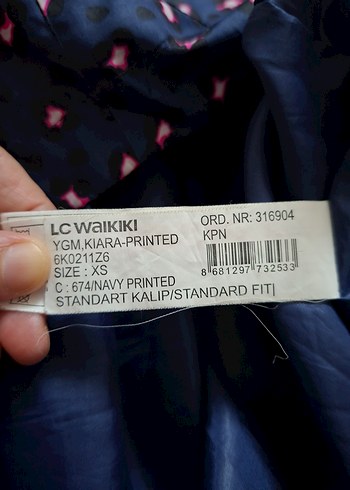 LC WAIKIKI
YGM,KIARA-PRINTED
6K0211Z6
SIZE : XS
C : 674/NAVY PRINTED
STANDART KALIP/STANDARD FIT
ORD. NR: 316904
KPN
8 681297 732533